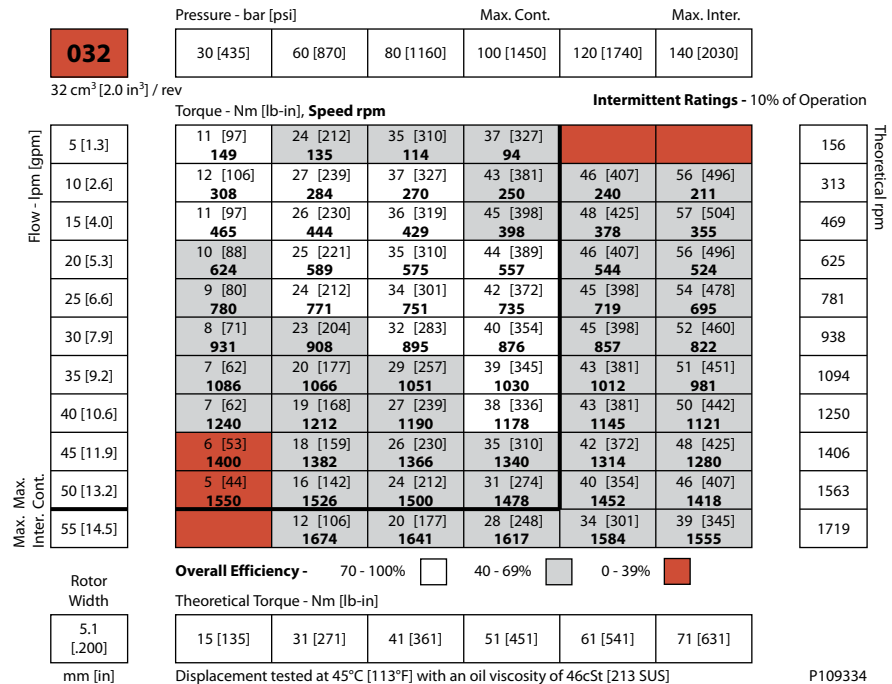 Pressure - bar [psi] Max. Cont. Max. Inter.
032 30 [435] 60 [870] 80 [1160] 100 [1450] 120 [1740] 140 [2030]
32 cm³ [2.0 in³] / rev
Intermittent Ratings - 10% of Operation
Torque - Nm [lb-in], Speed rpm
Flow - lpm [gpm]
Theoretical rpm
5 [1.3] 11 [97] 24 [212] 35 [310] 37 [327] 156
149 135 114 94
10 [2.6] 12 [106] 27 [239] 37 [327] 43 [381] 46 [407] 56 [496] 313
308 284 270 250 240 211
15 [4.0] 11 [97] 26 [230] 36 [319] 45 [398] 48 [425] 57 [504] 469
465 444 429 398 378 355
20 [5.3] 10 [88] 25 [221] 35 [310] 44 [389] 46 [407] 56 [496] 625
624 589 575 557 544 524
25 [6.6] 9 [80] 24 [212] 34 [301] 42 [372] 45 [398] 54 [478] 781
780 771 751 735 719 695
30 [7.9] 8 [71] 23 [204] 32 [283] 40 [354] 45 [398] 52 [460] 938
931 908 895 876 857 822
35 [9.2] 7 [62] 20 [177] 29 [257] 39 [345] 43 [381] 51 [451] 1094
1086 1066 1051 1030 1012 981
40 [10.6] 7 [62] 19 [168] 27 [239] 38 [336] 43 [381] 50 [442] 1250
1240 1212 1190 1178 1145 1121
45 [11.9] 6 [53] 18 [159] 26 [230] 35 [310] 42 [372] 48 [425] 1406
1400 1382 1366 1340 1314 1280
Max. Cont.
50 [13.2] 5 [44] 16 [142] 24 [212] 31 [274] 40 [354] 46 [407] 1563
1550 1526 1500 1478 1452 1418
Max. Inter.
55 [14.5] 12 [106] 20 [177] 28 [248] 34 [301] 39 [345] 1719
1674 1641 1617 1584 1555
Overall Efficiency - 70 - 100% 40 - 69% 0 - 39%
Rotor
Width
Theoretical Torque - Nm [lb-in]
5.1
[.200]
15 [135] 31 [271] 41 [361] 51 [451] 61 [541] 71 [631]
mm [in]
Displacement tested at 45°C [113°F] with an oil viscosity of 46cSt [213 SUS]
P109334